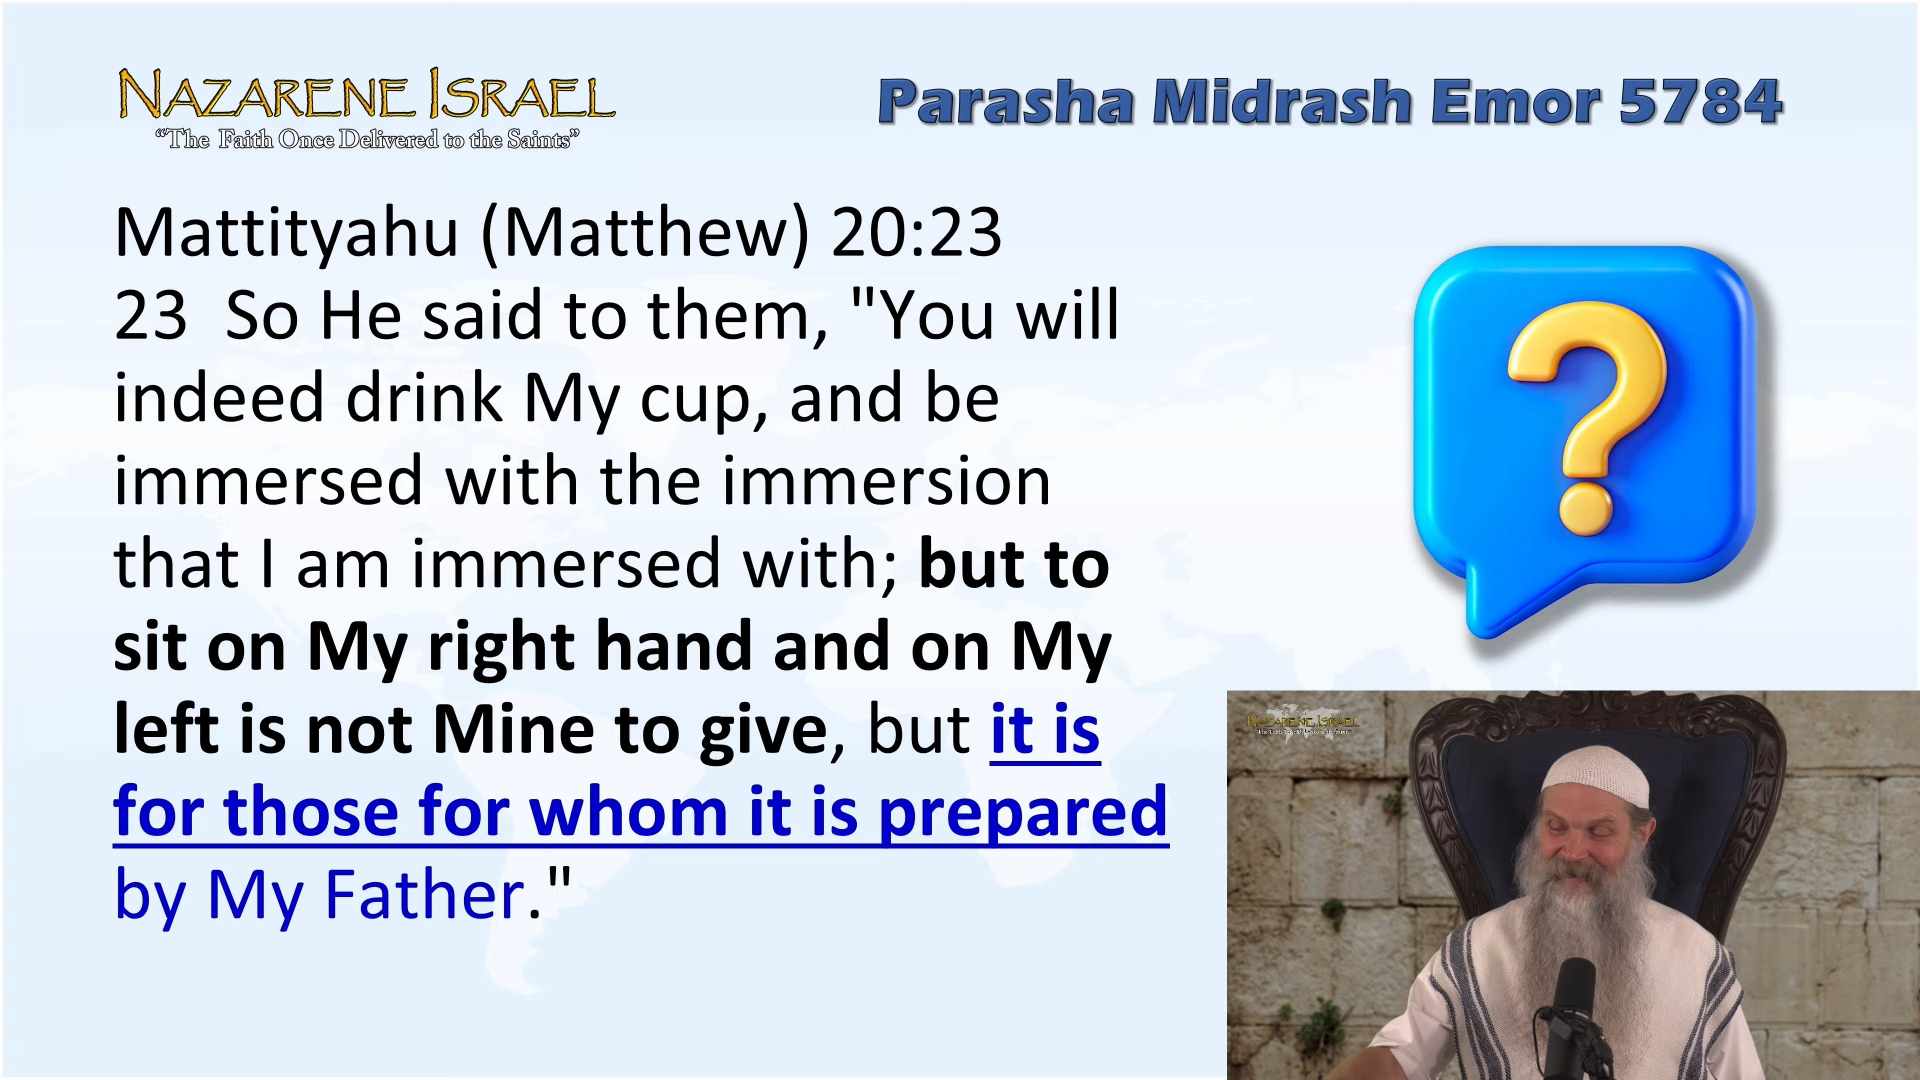 NAZARENE ISRAEL
“The Faith Once Delivered to the Saints”
Parasha Midrash Emor 5784
Mattityahu (Matthew) 20:23
23  So He said to them, "You will
indeed drink My cup, and be
immersed with the immersion
that I am immersed with; but to
sit on My right hand and on My
left is not Mine to give, but it is
for those for whom it is prepared
by My Father."
?
NAZARENE ISRAEL